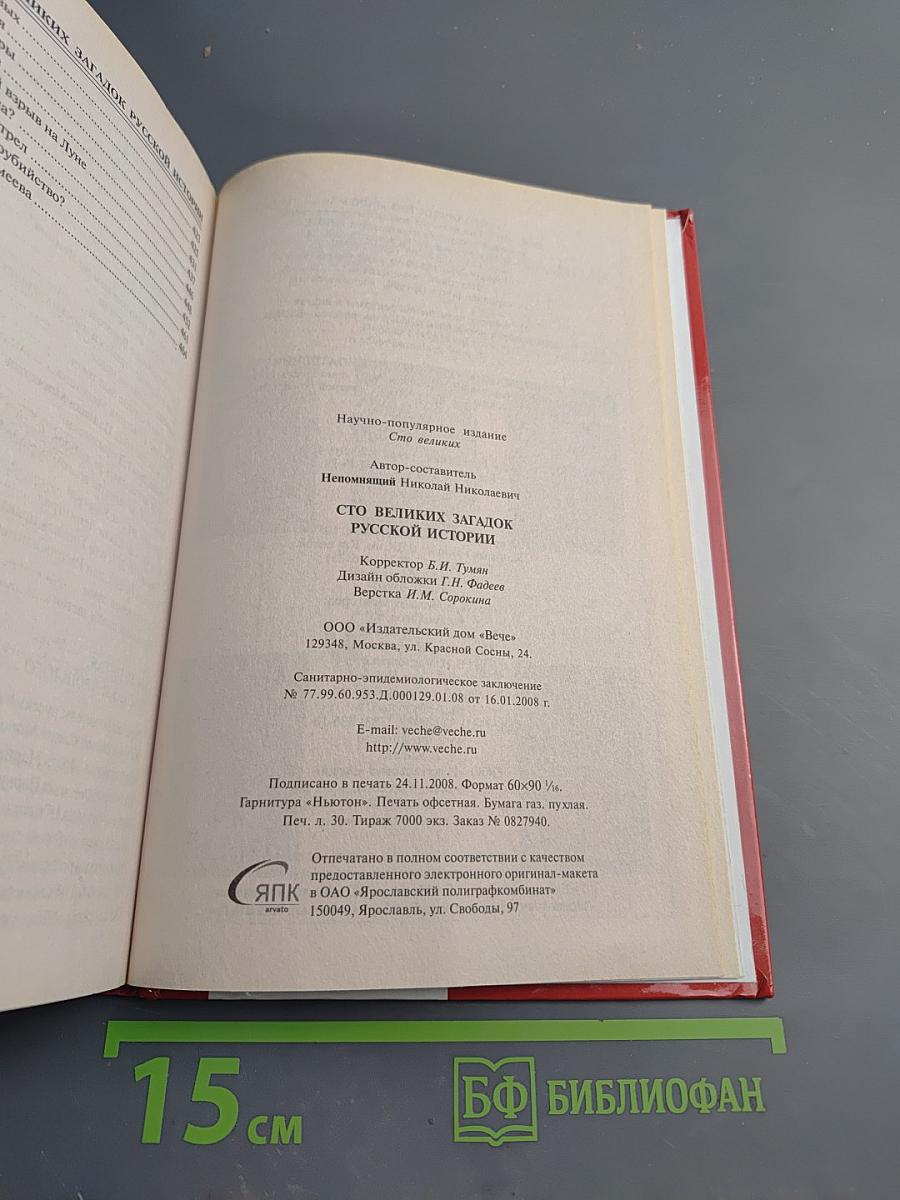 ЗАГАДОК РУССКОЙ ИСТОРИИ
взрыв на Луне
464
Научно-популярное издание
Сто великих
Автор-составитель
Непомнящий Николай Николаевич
СТО ВЕЛИКИХ ЗАГАДОК
РУССКОЙ ИСТОРИИ
Корректор Б.И. Тумян
Дизайн обложки Г.Н. Фадеев
Верстка И.М. Сорокина
ООО «Издательский дом «Вече»
129348, Москва, ул. Красной Сосны, 24.
Санитарно-эпидемиологическое заключение
№ 77.99.60.953.Д.000129.01.08 от 16.01.2008 г.
E-mail: veche@veche.ru
http://www.veche.ru
Подписано в печать 24.11.2008. Формат 60×90 1/16.
Гарнитура «Ньютон». Печать офсетная. Бумага газ. пухлая.
Печ. л. 30. Тираж 7000 экз. Заказ № 0827940.
ЯПК
arvato
Отпечатано в полном соответствии с качеством
предоставленного электронного оригинал-макета
в ОАО «Ярославский полиграфкомбинат»
150049, Ярославль, ул. Свободы, 97
15 см
БФ БИБЛИОФАН